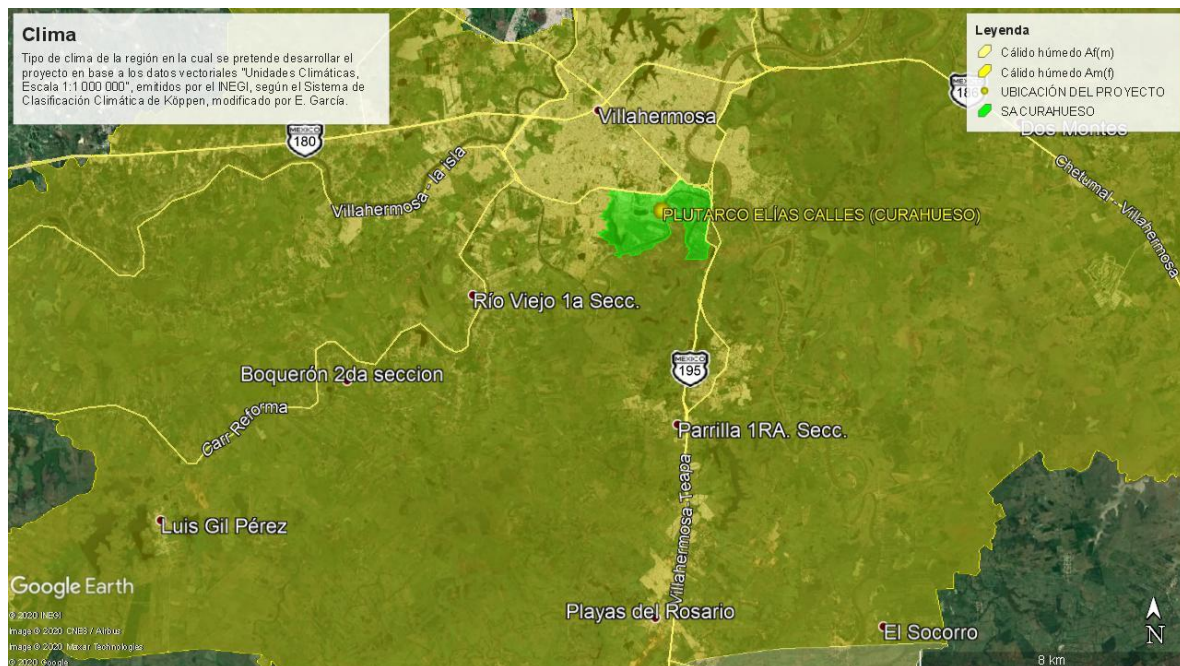 Clima
Tipo de clima de la región en la cual se pretende desarrollar el
proyecto en base a los datos vectoriales "Unidades Climáticas,
Escala 1:1 000 000", emitidos por el INEGI, según el Sistema de
Clasificación Climática de Köppen, modificado por E. García.
Leyenda
Cálido húmedo Af(m)
Cálido húmedo Am(f)
UBICACIÓN DEL PROYECTO
SA CURAHUESO
MEXICO
180
Villahermosa
186
Dos Montes
Villahermosa - la isla
Chetumal - Villahermosa
PLUTARCO ELÍAS CALLES (CURAHUESO)
Río Viejo 1a Secc.
MEXICO
195
Boquerón 2da seccion
Carr-Reforma
Parrilla 1RA. Secc.
Villahermosa-Teapa
Luis Gil Pérez
Playas del Rosario
El Socorro
Google Earth
© 2020 INEGI
Image © 2020 CNES / Airbus
Image © 2020 Maxar Technologies
© 2020 Google
N
8 km